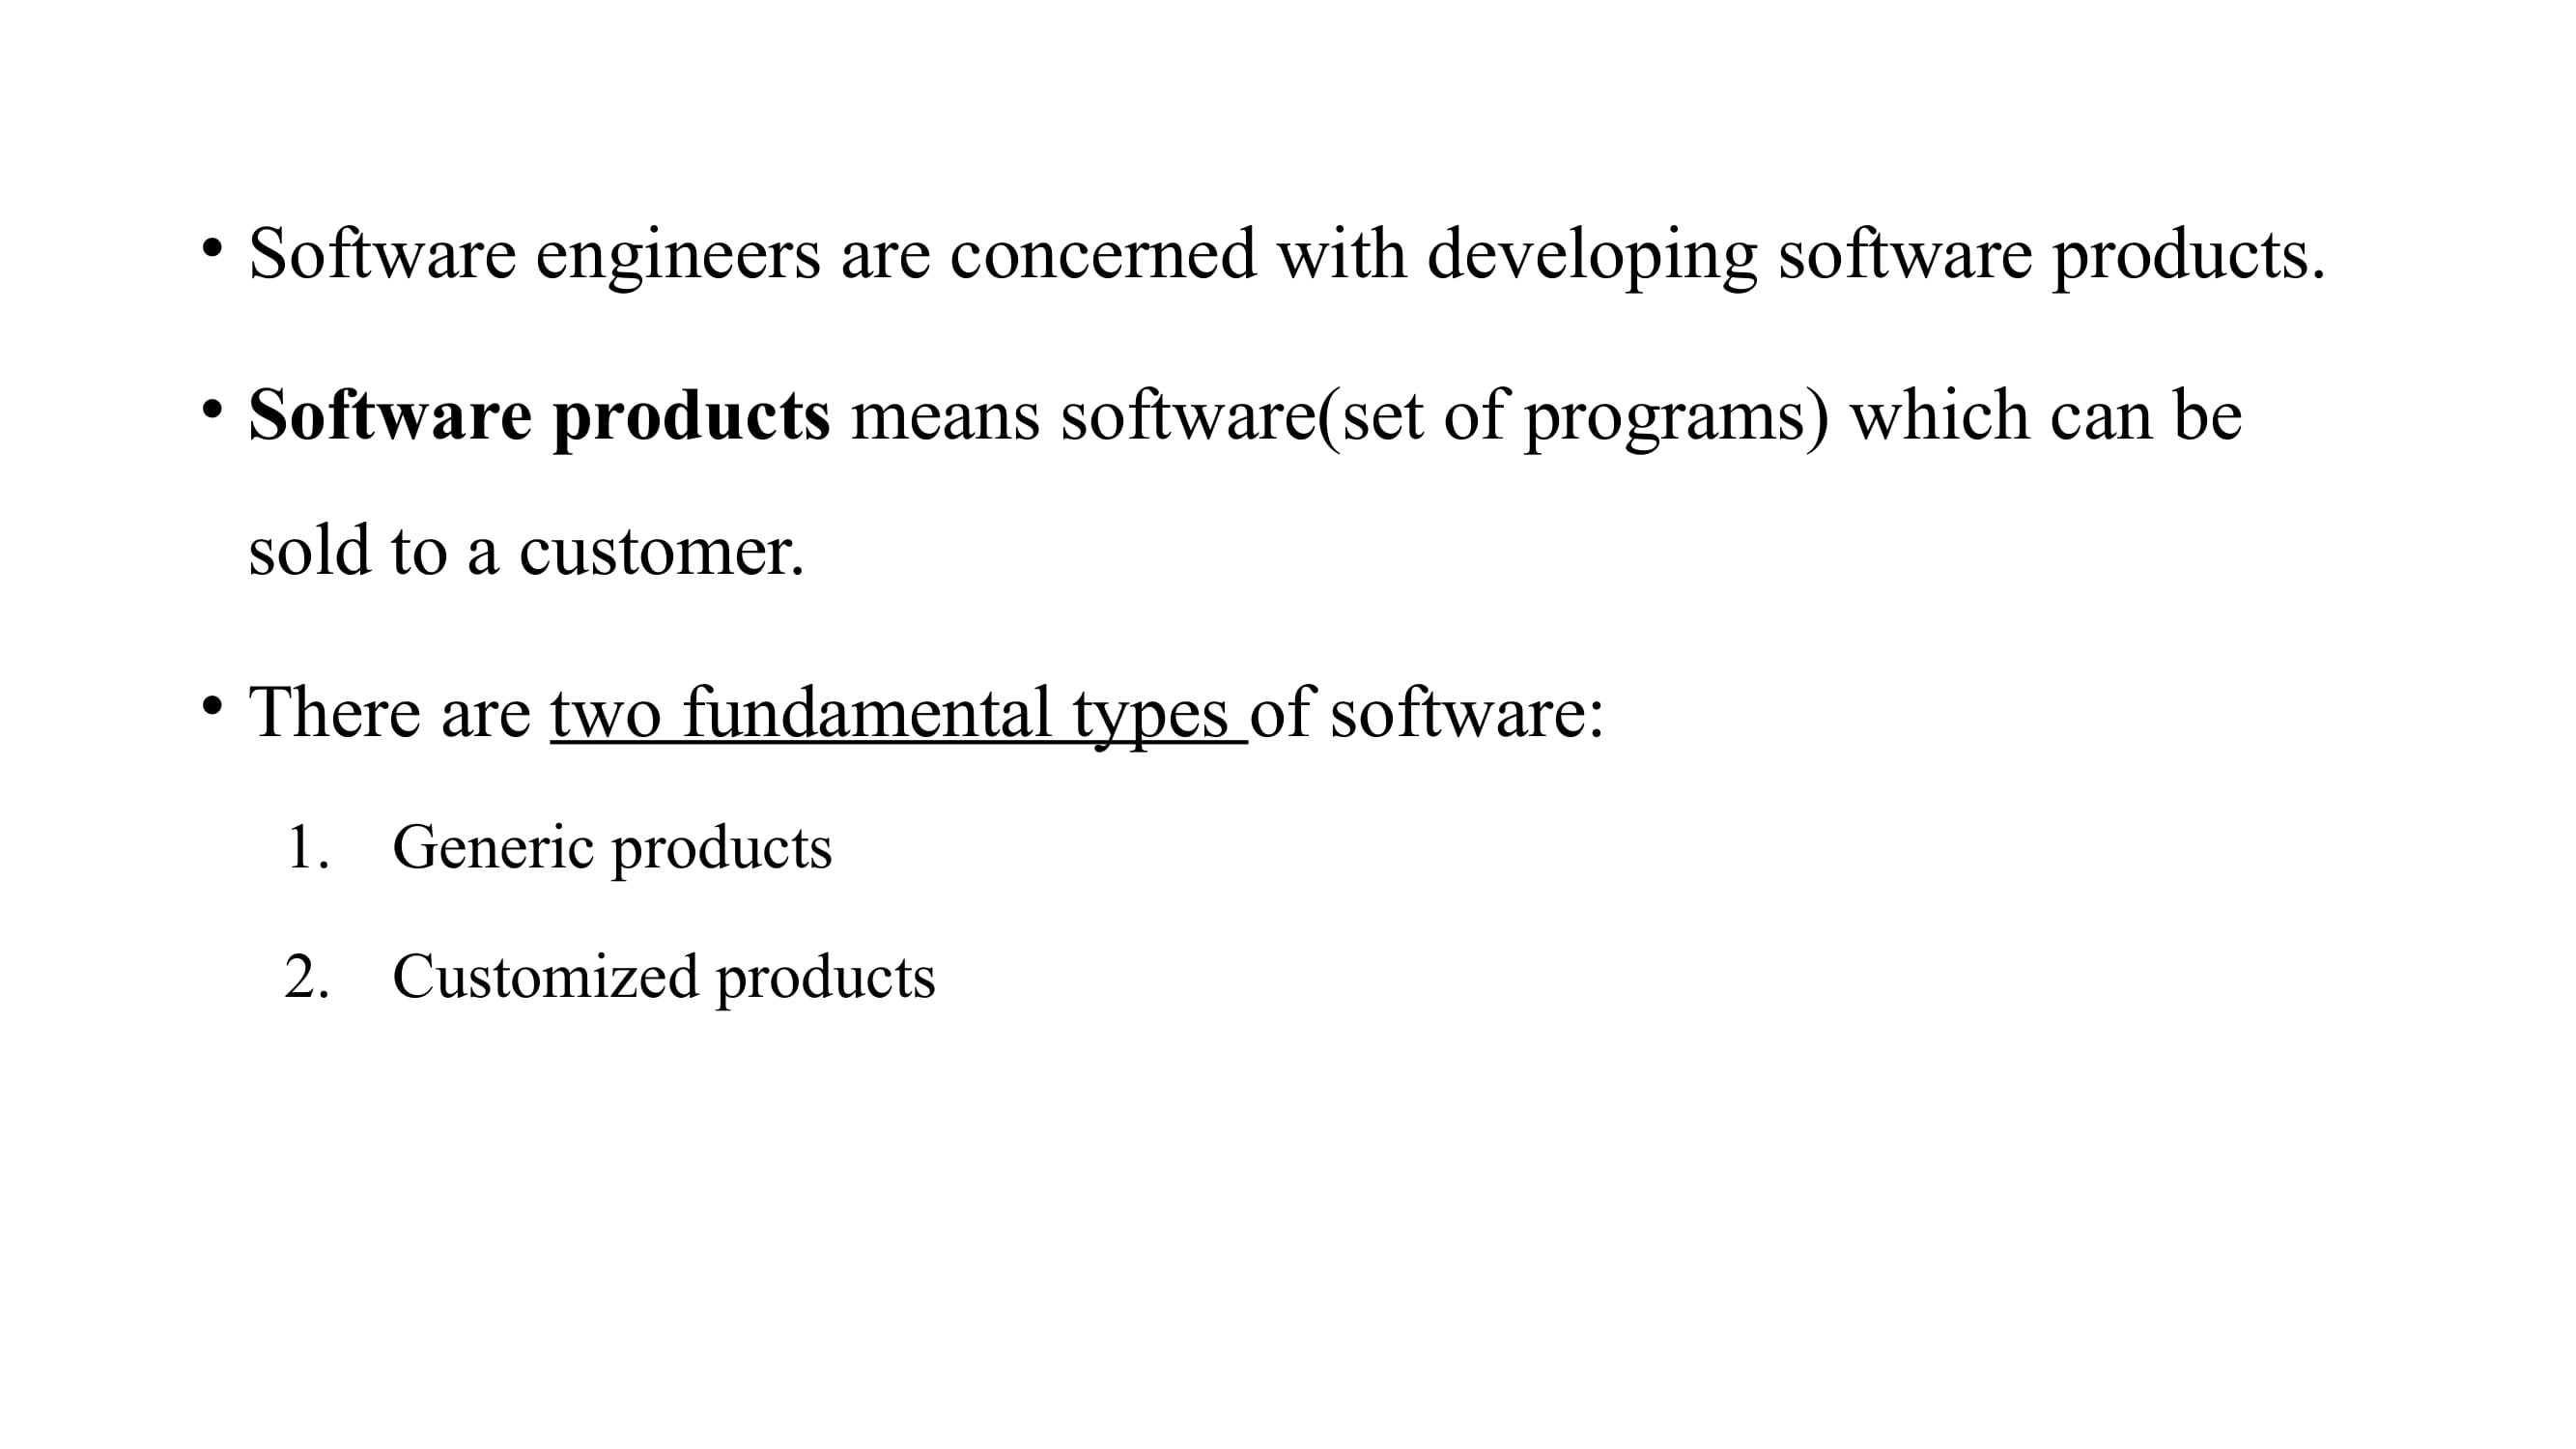 • Software engineers are concerned with developing software products.
• Software products means software(set of programs) which can be
sold to a customer.
• There are two fundamental types of software:
1. Generic products
2. Customized products